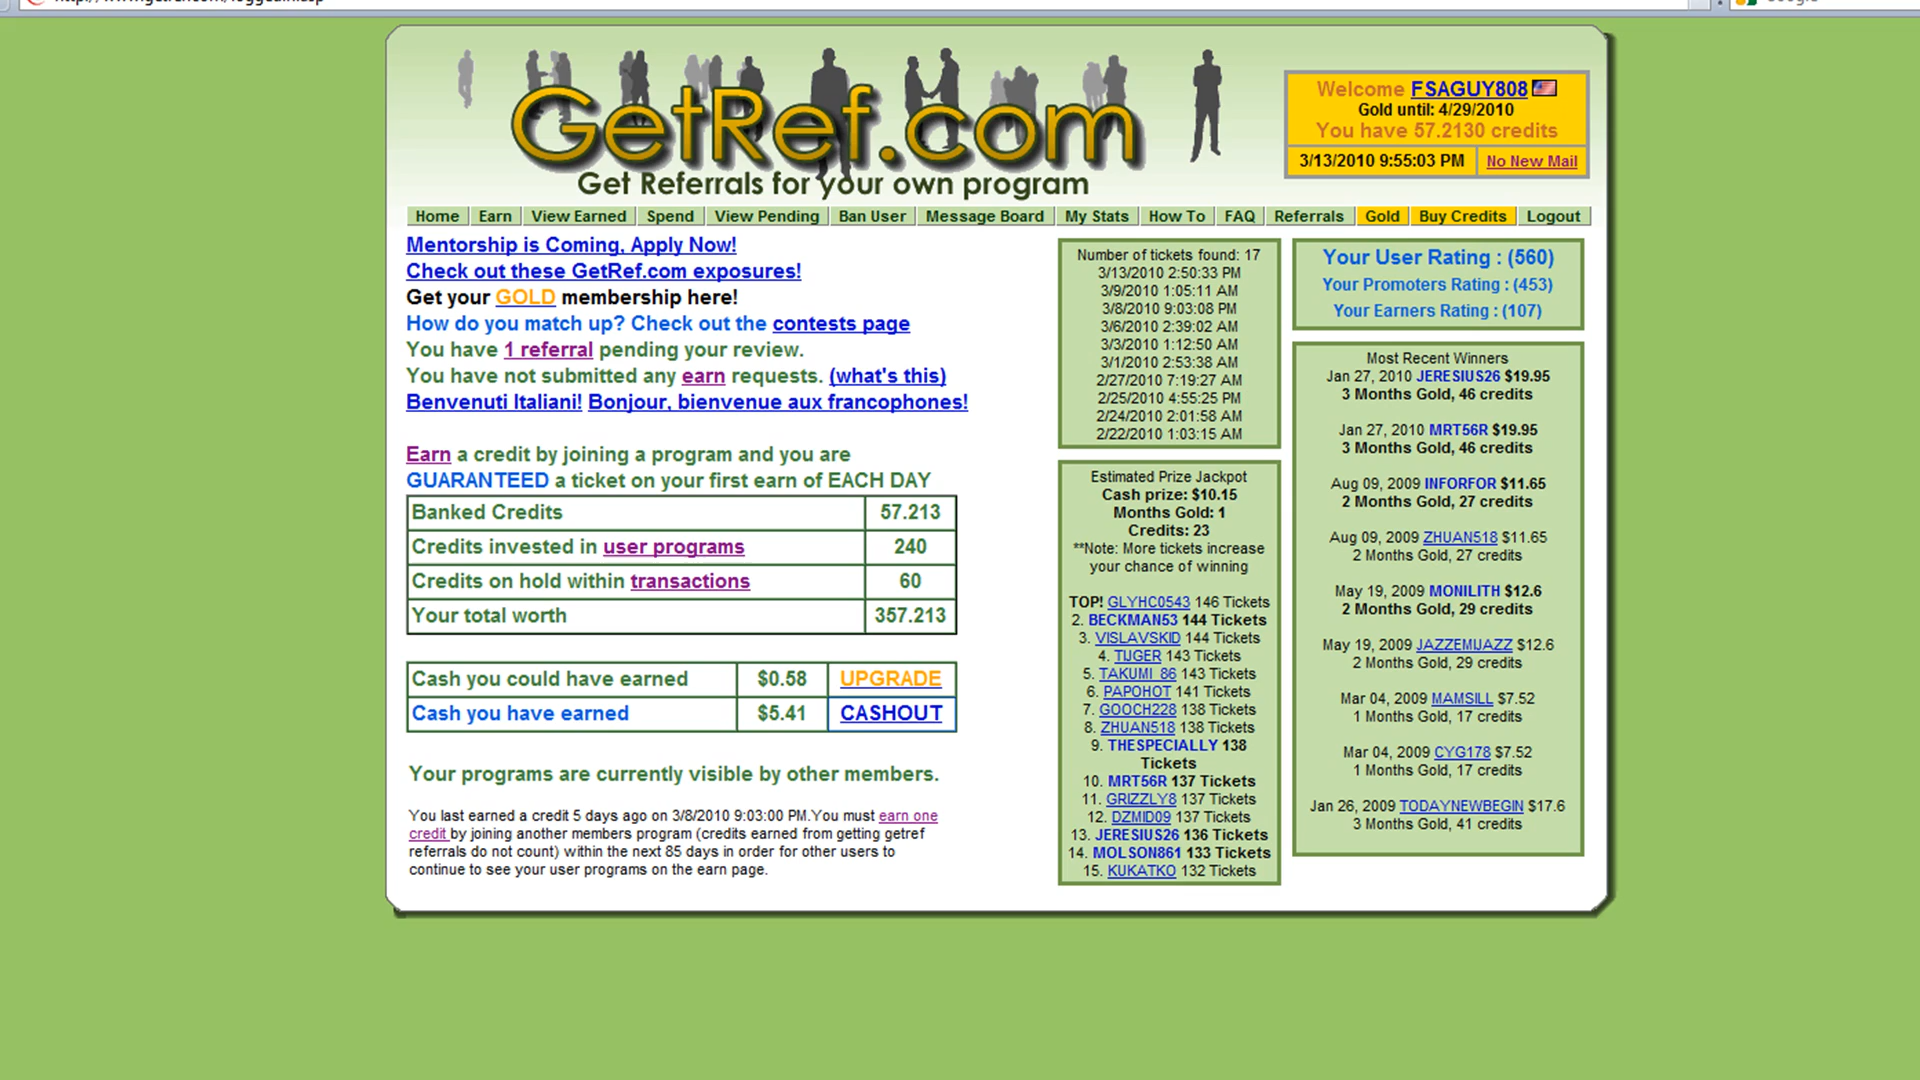 GetRef.com
Get Referrals for your own program
Welcome FSAGUY808
Gold until: 4/29/2010
You have 57.2130 credits
3/13/2010 9:55:03 PM No New Mail
Home Earn View Earned Spend View Pending Ban User Message Board My Stats How To FAQ Referrals Gold Buy Credits Logout
Mentorship is Coming, Apply Now!
Check out these GetRef.com exposures!
Get your GOLD membership here!
How do you match up? Check out the contests page
You have 1 referral pending your review.
You have not submitted any earn requests. (what's this)
Benvenuti Italiani! Bonjour, bienvenue aux francophones!
Earn a credit by joining a program and you are
GUARANTEED a ticket on your first earn of EACH DAY
Banked Credits 57.213
Credits invested in user programs 240
Credits on hold within transactions 60
Your total worth 357.213
Cash you could have earned $0.58 UPGRADE
Cash you have earned $5.41 CASHOUT
Your programs are currently visible by other members.
You last earned a credit 5 days ago on 3/8/2010 9:03:00 PM.You must earn one
credit by joining another members program (credits earned from getting getref
referrals do not count) within the next 85 days in order for other users to
continue to see your user programs on the earn page.
Number of tickets found: 17
3/13/2010 2:50:33 PM
3/9/2010 1:05:11 AM
3/8/2010 9:03:08 PM
3/6/2010 2:39:02 AM
3/3/2010 1:12:50 AM
3/1/2010 2:53:38 AM
2/27/2010 7:19:27 AM
2/25/2010 4:55:25 PM
2/24/2010 2:01:58 AM
2/22/2010 1:03:15 AM
Estimated Prize Jackpot
Cash prize: $10.15
Months Gold: 1
Credits: 23
**Note: More tickets increase
your chance of winning
TOP! GLYHC0543 146 Tickets
2. BECKMAN53 144 Tickets
3. VISLAVSKID 144 Tickets
4. TIJGER 143 Tickets
5. TAKUMI_86 143 Tickets
6. PAPOHOT 141 Tickets
7. GOOCH228 138 Tickets
8. ZHUAN518 138 Tickets
9. THESPECIALLY 138
Tickets
10. MRT56R 137 Tickets
11. GRIZZLY8 137 Tickets
12. DZMID09 137 Tickets
13. JERESIUS26 136 Tickets
14. MOLSON861 133 Tickets
15. KUKATKO 132 Tickets
Your User Rating : (560)
Your Promoters Rating : (453)
Your Earners Rating : (107)
Most Recent Winners
Jan 27, 2010 JERESIUS26 $19.95
3 Months Gold, 46 credits
Jan 27, 2010 MRT56R $19.95
3 Months Gold, 46 credits
Aug 09, 2009 INFORFOR $11.65
2 Months Gold, 27 credits
Aug 09, 2009 ZHUAN518 $11.65
2 Months Gold, 27 credits
May 19, 2009 MONILITH $12.6
2 Months Gold, 29 credits
May 19, 2009 JAZZEMIJAZZ $12.6
2 Months Gold, 29 credits
Mar 04, 2009 MAMSILL $7.52
1 Months Gold, 17 credits
Mar 04, 2009 CYG178 $7.52
1 Months Gold, 17 credits
Jan 26, 2009 TODAYNEWBEGIN $17.6
3 Months Gold, 41 credits